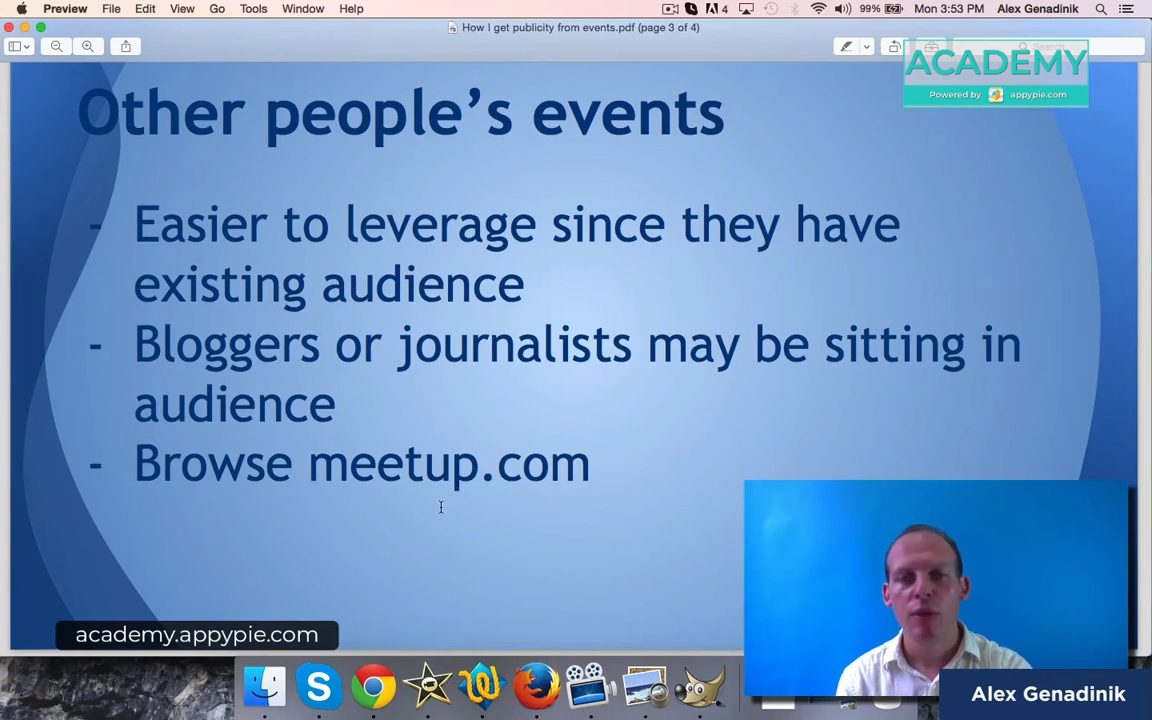 Preview File Edit View Go Tools Window Help 4 99% Mon 3:53 PM Alex Genadinik
How I get publicity from events.pdf (page 3 of 4)
Search
ACADEMY
Powered by appypie.com
Other people's events
- Easier to leverage since they have
existing audience
- Bloggers or journalists may be sitting in
audience
- Browse meetup.com
academy.appypie.com
Alex Genadinik